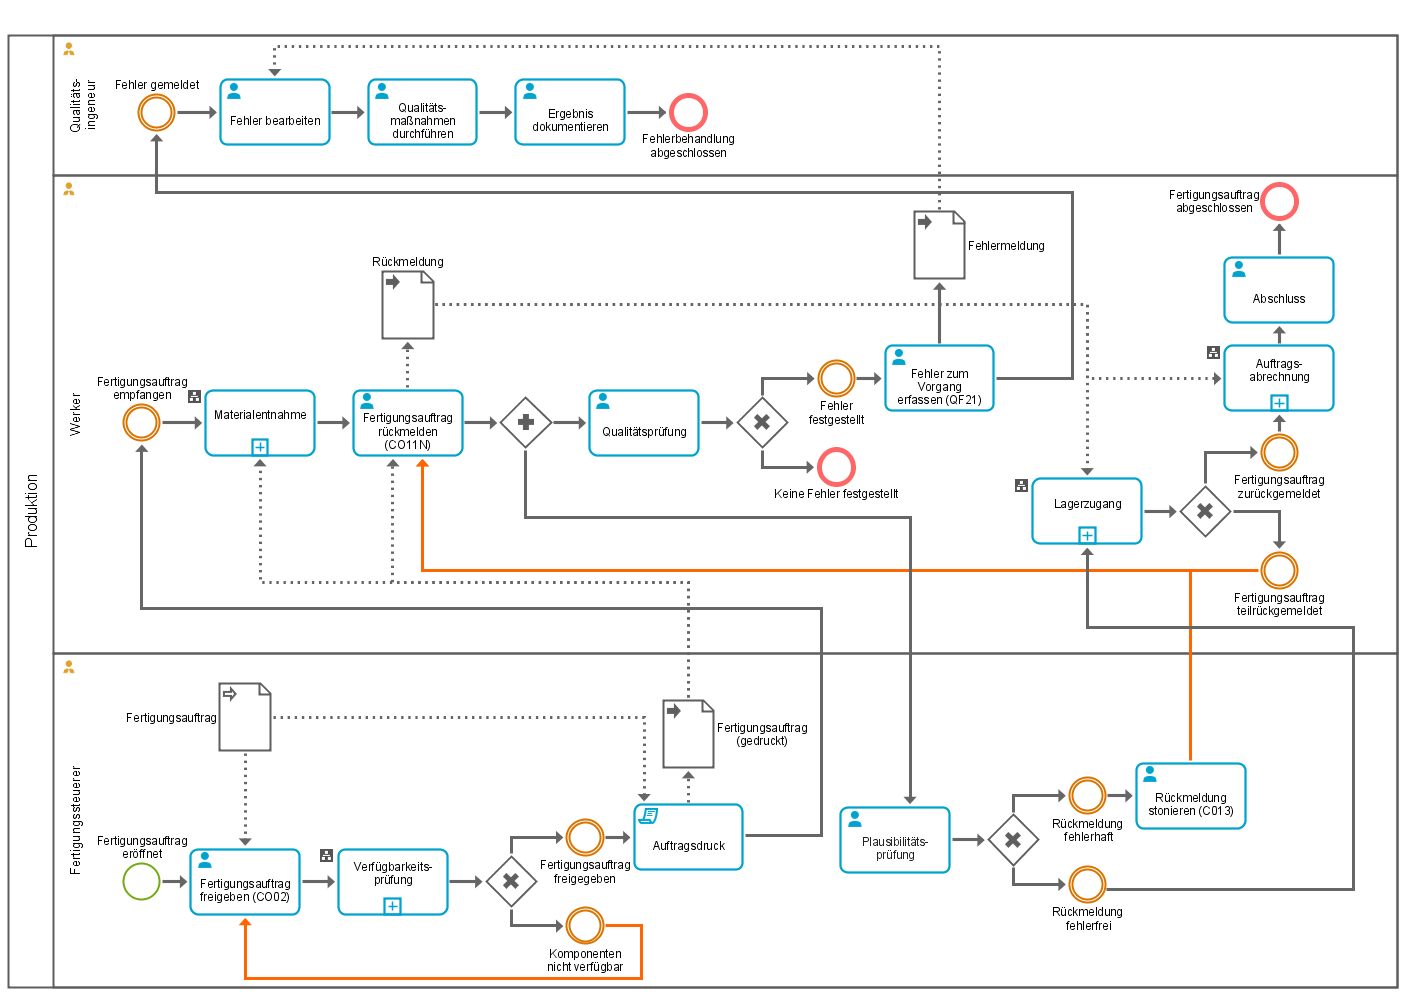 Produktion
Qualitäts-
ingeneur
Fehler gemeldet
Fehler bearbeiten
Qualitäts-
maßnahmen
durchführen
Ergebnis
dokumentieren
Fehlerbehandlung
abgeschlossen
Werker
Fertigungsauftrag
abgeschlossen
Fehlermeldung
Rückmeldung
Abschluss
Fertigungsauftrag
empfangen
Materialentnahme
Fertigungsauftrag
rückmelden
(CO11N)
Qualitätsprüfung
Fehler
festgestellt
Keine Fehler festgestellt
Fehler zum
Vorgang
erfassen (QF21)
Auftrags-
abrechnung
Lagerzugang
Fertigungsauftrag
zurückgemeldet
Fertigungsauftrag
teilrückgemeldet
Fertigungssteuerer
Fertigungsauftrag
Fertigungsauftrag
(gedruckt)
Fertigungsauftrag
eröffnet
Fertigungsauftrag
freigeben (CO02)
Verfügbarkeits-
prüfung
Fertigungsauftrag
freigegeben
Komponenten
nicht verfügbar
Auftragsdruck
Plausibilitäts-
prüfung
Rückmeldung
fehlerhaft
Rückmeldung
stonieren (C013)
Rückmeldung
fehlerfrei